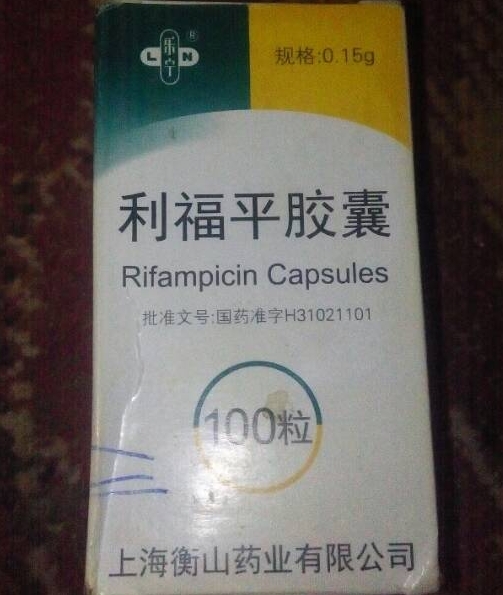 乐宁
L N ®
规格:0.15g
利福平胶囊
Rifampicin Capsules
批准文号:国药准字H31021101
100粒
上海衡山药业有限公司